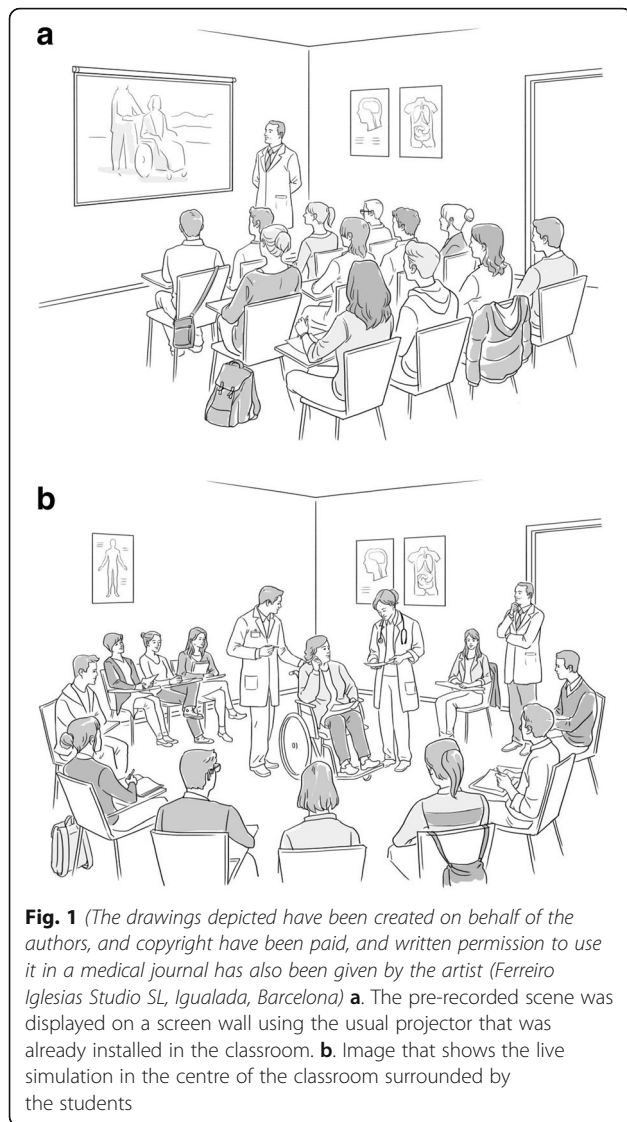 a
b
Fig. 1 (The drawings depicted have been created on behalf of the
authors, and copyright have been paid, and written permission to use
it in a medical journal has also been given by the artist (Ferreiro
Iglesias Studio SL, Igualada, Barcelona) a. The pre-recorded scene was
displayed on a screen wall using the usual projector that was
already installed in the classroom. b. Image that shows the live
simulation in the centre of the classroom surrounded by
the students